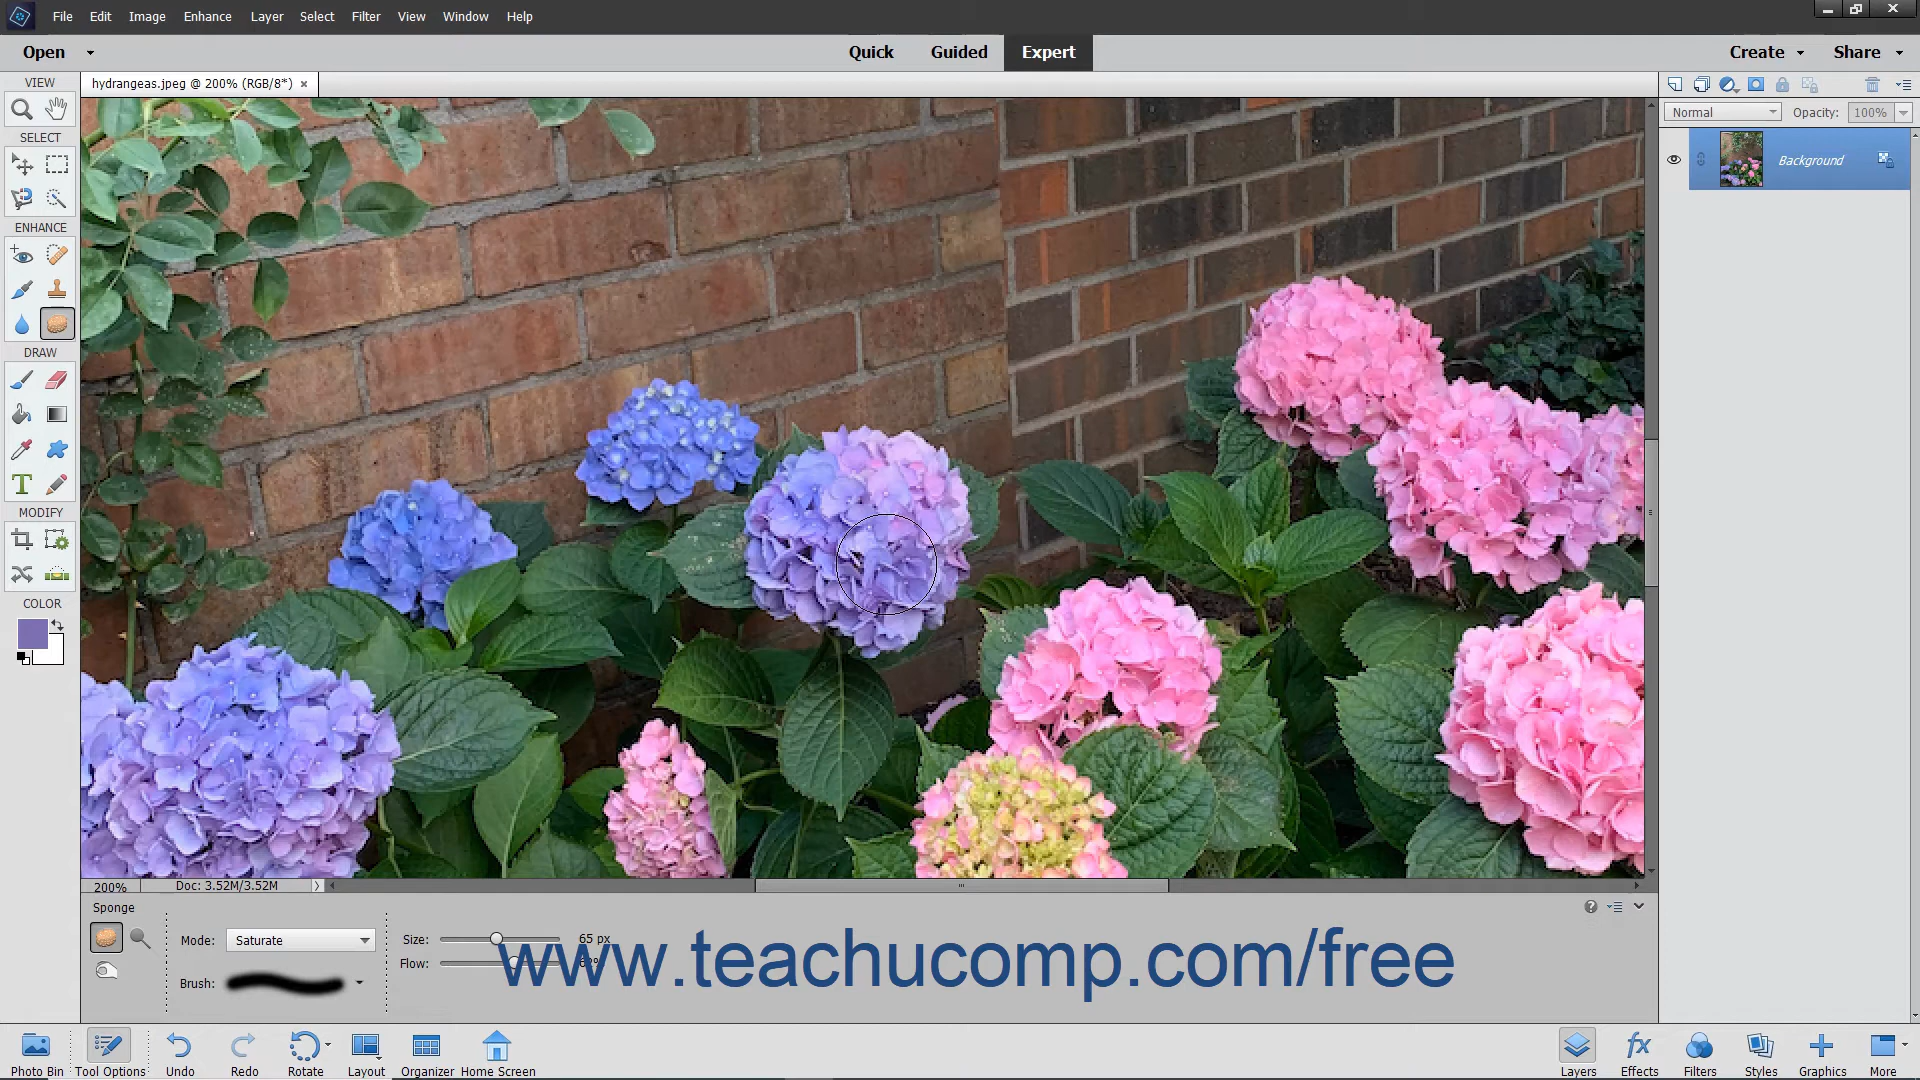 File Edit Image Enhance Layer Select Filter View Window Help
Open Quick Guided Expert Create Share
VIEW hydrangeas.jpeg @ 200% (RGB/8*) ×
Normal Opacity: 100%
SELECT
Background
ENHANCE
DRAW
T
MODIFY
COLOR
200% Doc: 3.52M/3.52M
Sponge
Mode: Saturate Size: 65 px
Flow:
Brush:
www.teachucomp.com/free
Photo Bin Tool Options Undo Redo Rotate Layout Organizer Home Screen Layers fx Effects Filters Styles Graphics More